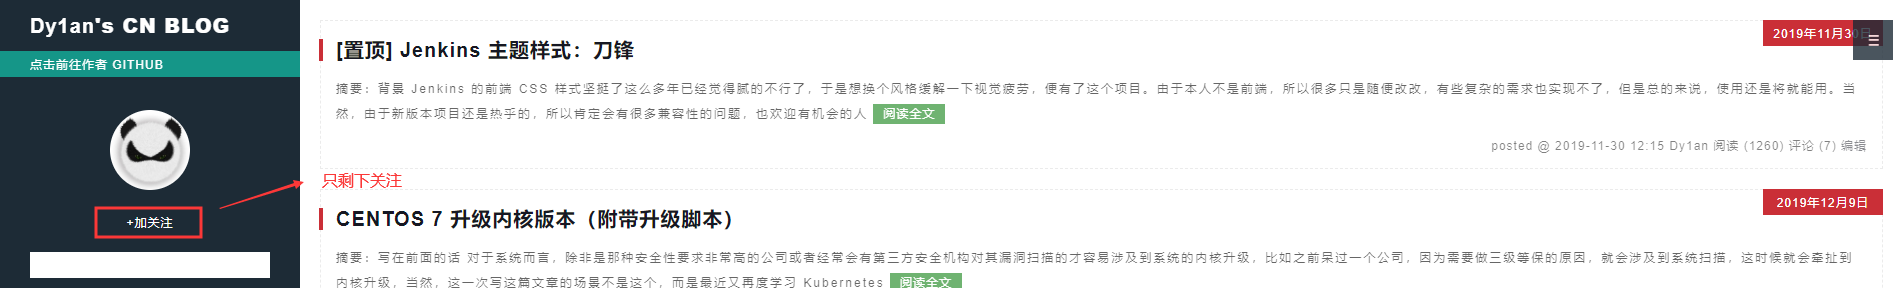 Dy1an's CN BLOG
点击前往作者 GITHUB
+加关注
只剩下关注
2019年11月30日
[置顶] Jenkins 主题样式：刀锋
摘要：背景 Jenkins 的前端 CSS 样式坚挺了这么多年已经觉得腻的不行了，于是想换个风格缓解一下视觉疲劳，便有了这个项目。由于本人不是前端，所以很多只是随便改改，有些复杂的需求也实现不了，但是总的来说，使用还是将就能用。当
然，由于新版本项目还是热乎的，所以肯定会有很多兼容性的问题，也欢迎有机会的人 阅读全文
posted @ 2019-11-30 12:15 Dy1an 阅读 (1260) 评论 (7) 编辑
2019年12月9日
CENTOS 7 升级内核版本（附带升级脚本）
摘要：写在前面的话 对于系统而言，除非是那种安全性要求非常高的公司或者经常会有第三方安全机构对其漏洞扫描的才容易涉及到系统的内核升级，比如之前呆过一个公司，因为需要做三级等保的原因，就会涉及到系统扫描，这时候就会牵扯到
内核升级，当然，这一次写这篇文章的场景不是这个，而是最近又再度学习 Kubernetes 阅读全文